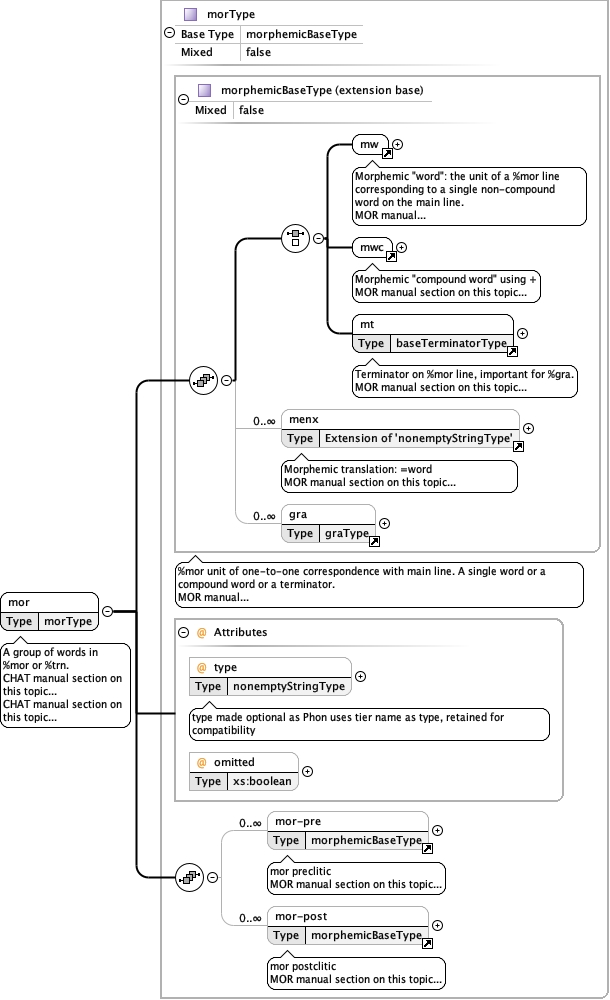 morType
Base Type morphemicBaseType
Mixed false
morphemicBaseType (extension base)
Mixed false
mw
Morphemic "word": the unit of a %mor line
corresponding to a single non-compound
word on the main line.
MOR manual...
mwc
Morphemic "compound word" using +
MOR manual section on this topic...
mt
Type baseTerminatorType
Terminator on %mor line, important for %gra.
MOR manual section on this topic...
0..∞
menx
Type Extension of 'nonemptyStringType'
Morphemic translation: =word
MOR manual section on this topic...
0..∞
gra
Type graType
%mor unit of one-to-one correspondence with main line. A single word or a
compound word or a terminator.
MOR manual...
mor
Type morType
A group of words in
%mor or %trn.
CHAT manual section on
this topic...
CHAT manual section on
this topic...
@ Attributes
@ type
Type nonemptyStringType
type made optional as Phon uses tier name as type, retained for
compatibility
@ omitted
Type xs:boolean
0..∞
mor-pre
Type morphemicBaseType
mor preclitic
MOR manual section on this topic...
0..∞
mor-post
Type morphemicBaseType
mor postclitic
MOR manual section on this topic...